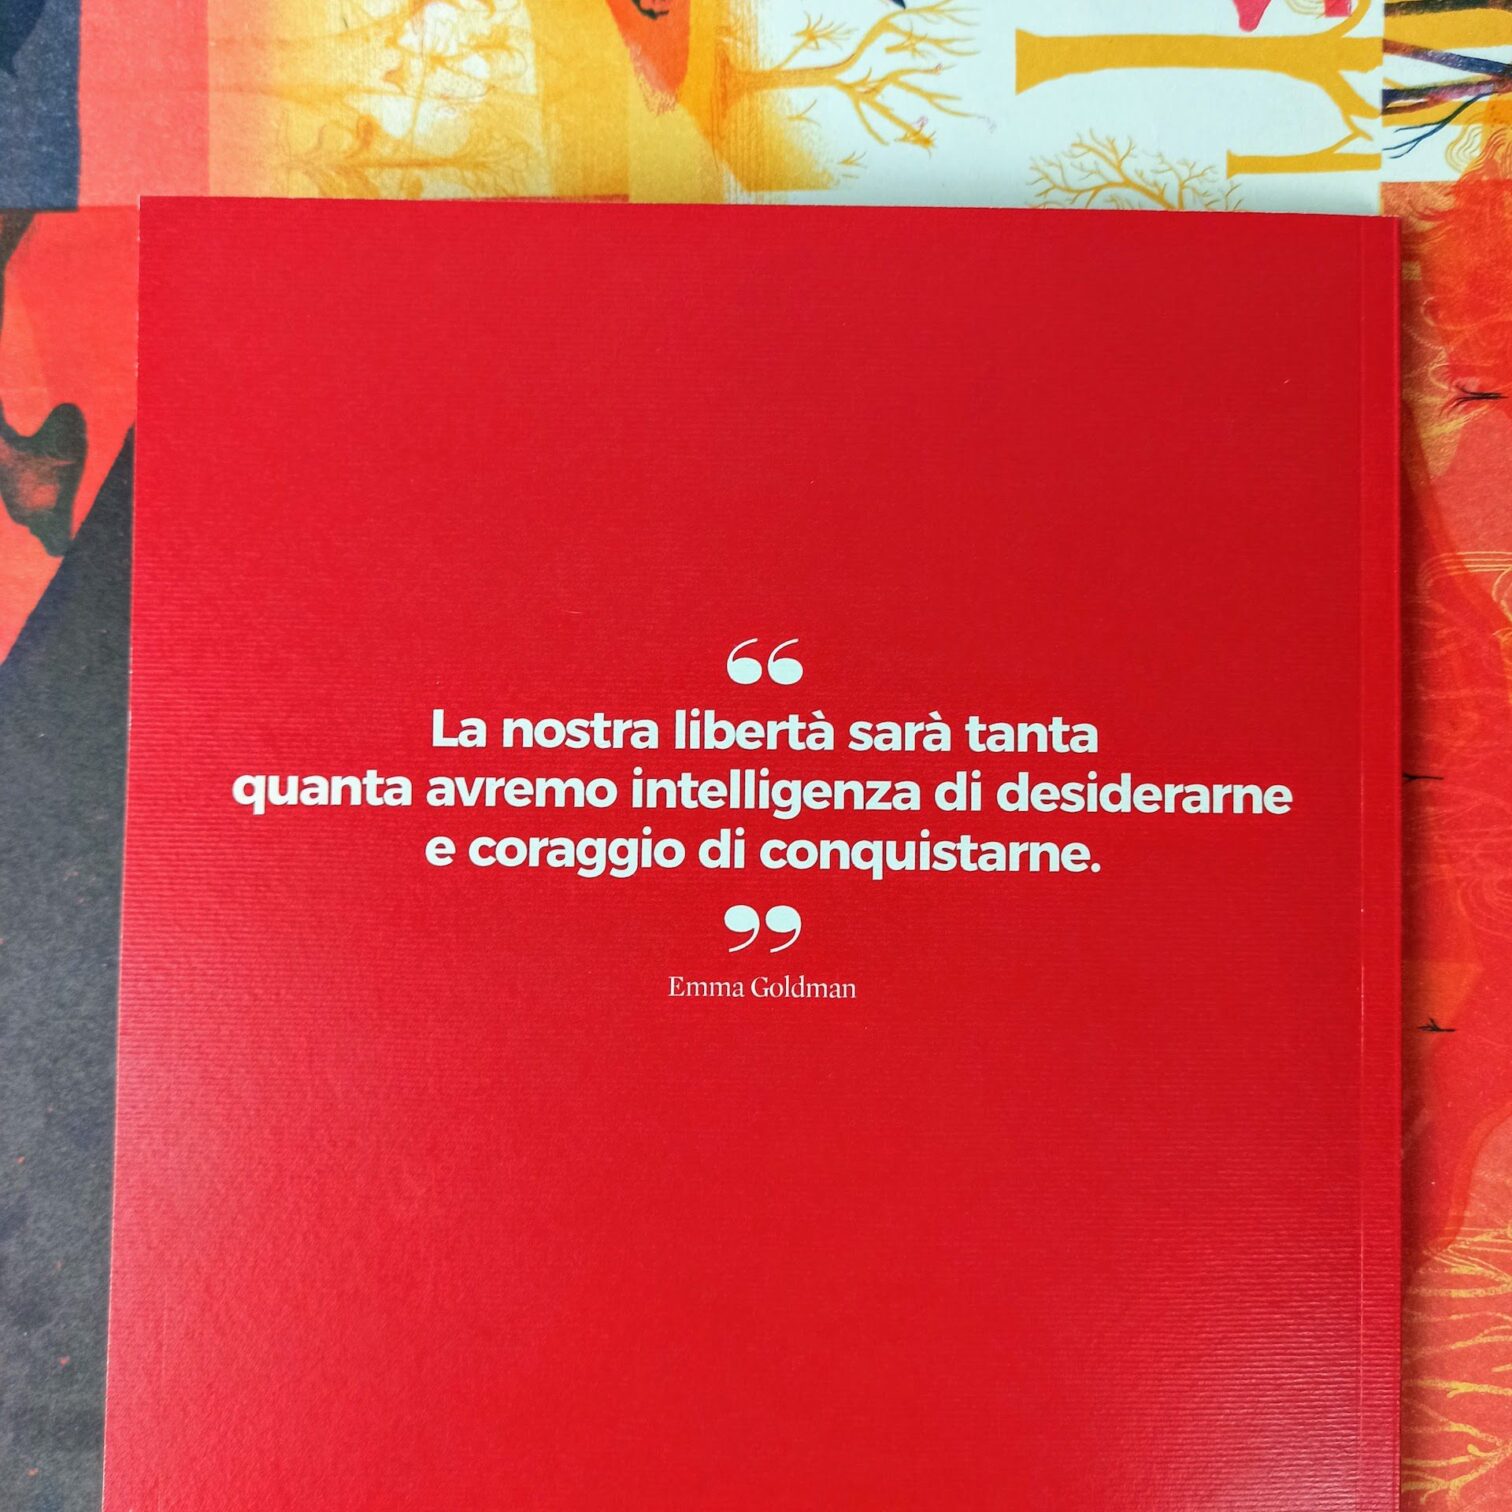 “
La nostra libertà sarà tanta
quanta avremo intelligenza di desiderarne
e coraggio di conquistarne.
”
Emma Goldman